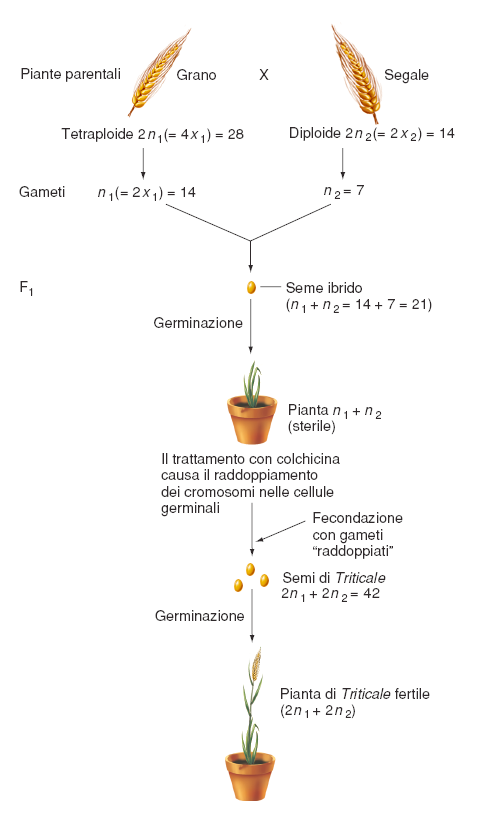 Piante parentali Grano X Segale
Tetraploide 2n₁(= 4x₁) = 28 Diploide 2n₂(= 2x₂) = 14
Gameti n₁(= 2x₁) = 14 n₂ = 7
F₁ Seme ibrido
(n₁ + n₂ = 14 + 7 = 21)
Germinazione
Pianta n₁ + n₂
(sterile)
Il trattamento con colchicina
causa il raddoppiamento
dei cromosomi nelle cellule
germinali
Fecondazione
con gameti
“raddoppiati”
Semi di Triticale
2n₁ + 2n₂ = 42
Germinazione
Pianta di Triticale fertile
(2n₁ + 2n₂)